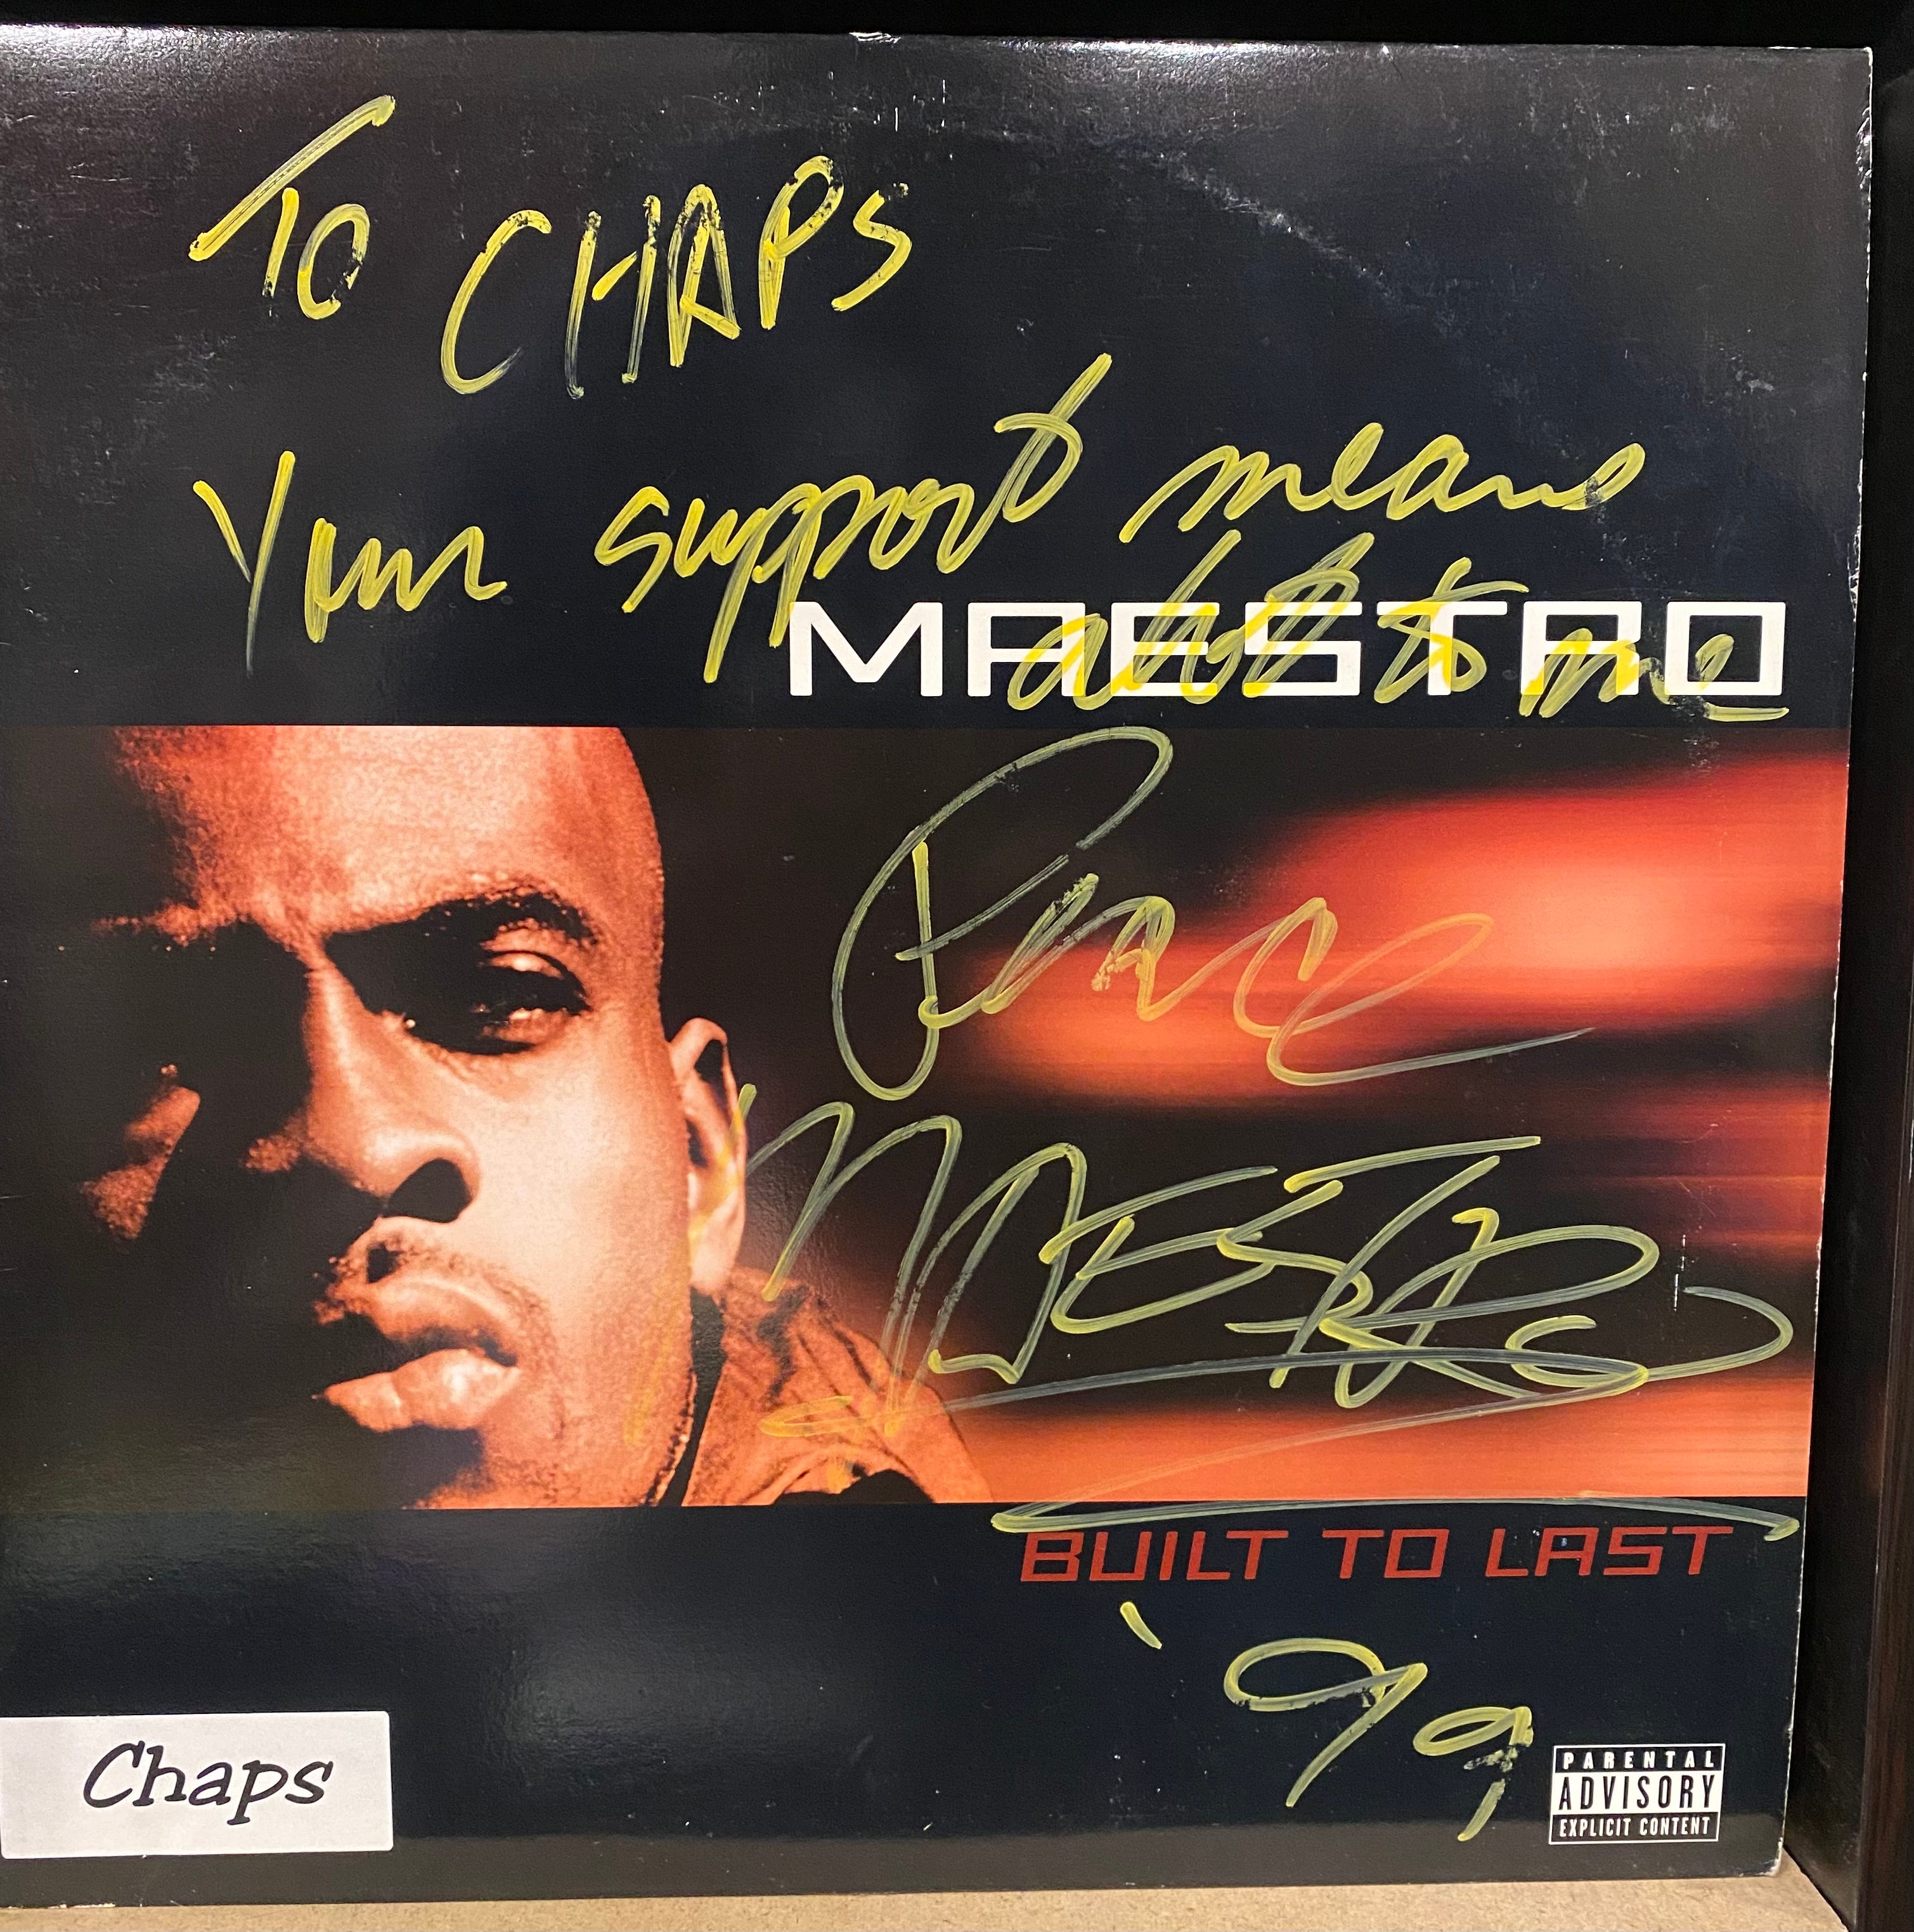 To CHAPS
Your support means
alot to me
MAESTRO
Peace
MAESTRO
BUILT TO LAST
'99
Chaps
PARENTAL
ADVISORY
EXPLICIT CONTENT